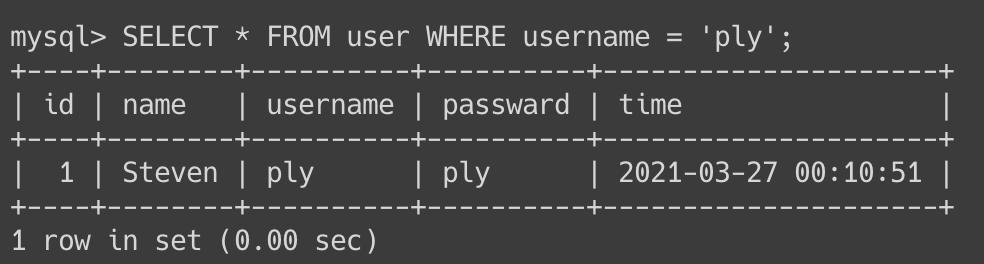 mysql> SELECT * FROM user WHERE username = 'ply';
+----+--------+----------+----------+---------------------+
| id | name   | username | passward | time                |
+----+--------+----------+----------+---------------------+
|  1 | Steven | ply      | ply      | 2021-03-27 00:10:51 |
+----+--------+----------+----------+---------------------+
1 row in set (0.00 sec)